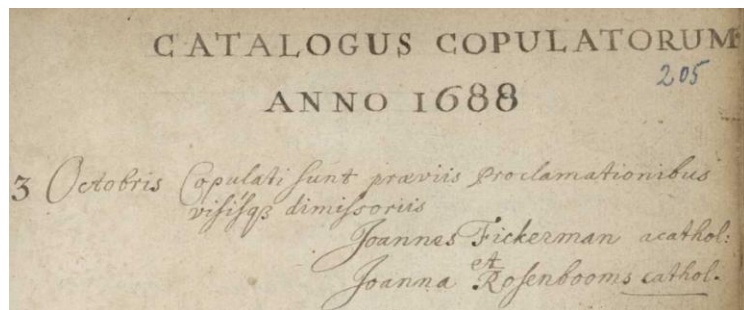 CATALOGUS COPULATORUM
205
ANNO 1688
3 Octobris Copulati sunt præviis Proclamationibus
visisqȝ dimissoriis
Joannes Fickerman acathol:
et
Joanna Rosenbooms cathol.